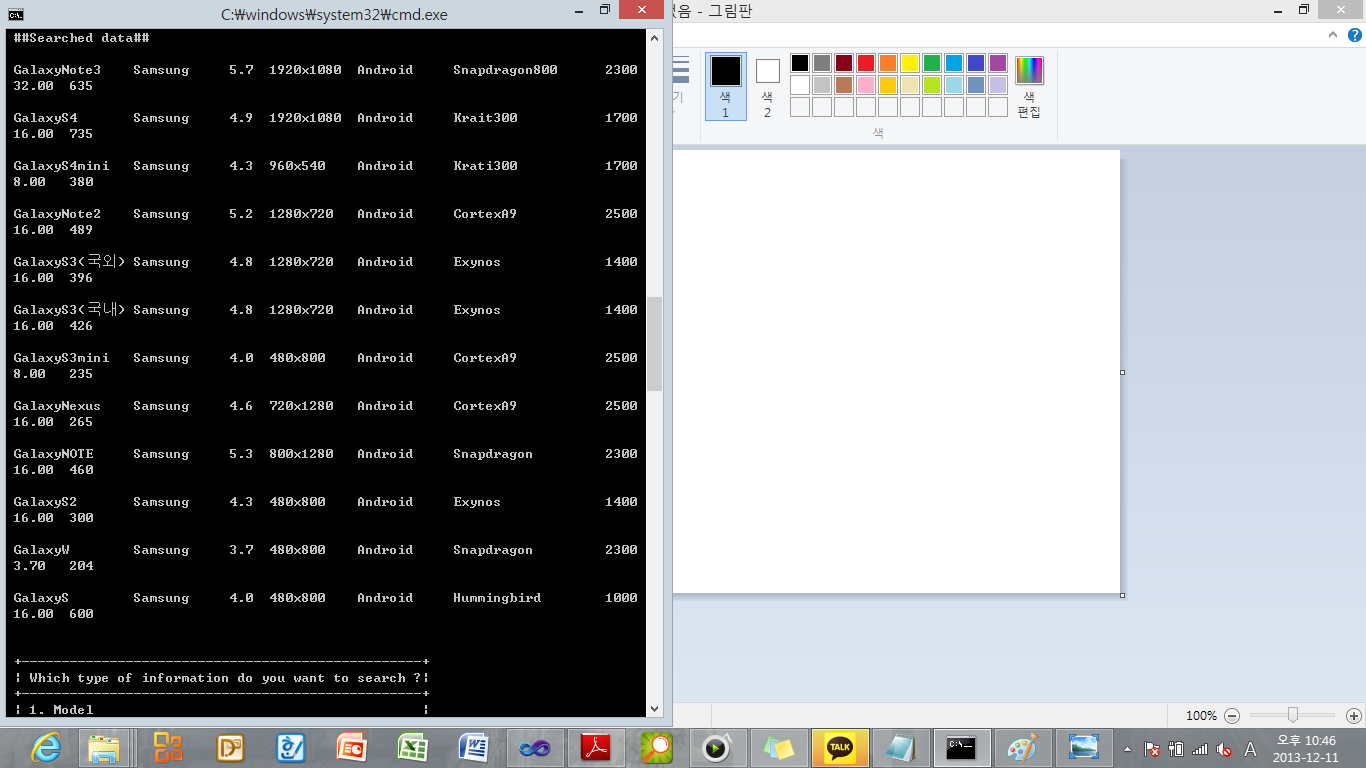 C:₩windows₩system32₩cmd.exe
없음 - 그림판
##Searched data##
GalaxyNote3 Samsung 5.7 1920x1080 Android Snapdragon800 2300
32.00 635
GalaxyS4 Samsung 4.9 1920x1080 Android Krait300 1700
16.00 735
GalaxyS4mini Samsung 4.3 960x540 Android Krati300 1700
8.00 380
GalaxyNote2 Samsung 5.2 1280x720 Android CortexA9 2500
16.00 489
GalaxyS3(국외) Samsung 4.8 1280x720 Android Exynos 1400
16.00 396
GalaxyS3(국내) Samsung 4.8 1280x720 Android Exynos 1400
16.00 426
GalaxyS3mini Samsung 4.0 480x800 Android CortexA9 2500
8.00 235
GalaxyNexus Samsung 4.6 720x1280 Android CortexA9 2500
16.00 265
GalaxyNOTE Samsung 5.3 800x1280 Android Snapdragon 2300
16.00 460
GalaxyS2 Samsung 4.3 480x800 Android Exynos 1400
16.00 300
GalaxyW Samsung 3.7 480x800 Android Snapdragon 2300
3.70 204
GalaxyS Samsung 4.0 480x800 Android Hummingbird 1000
16.00 600
+--------------------------------------------------+
¦ Which type of information do you want to search ?¦
+--------------------------------------------------+
¦ 1. Model ¦
기
색
1
색
2
색
편집
색
100%
TALK
A
오후 10:46
2013-12-11